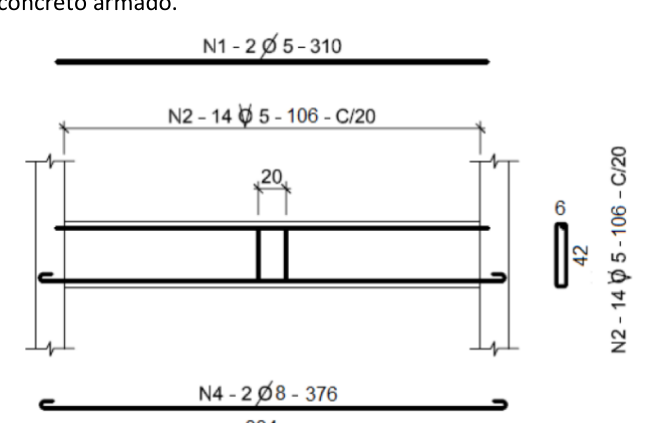 concreto armado.
N1 - 2 Ø 5 - 310
N2 - 14 Ø 5 - 106 - C/20
20
6
42
N2 - 14 Ø 5 - 106 - C/20
N4 - 2 Ø 8 - 376